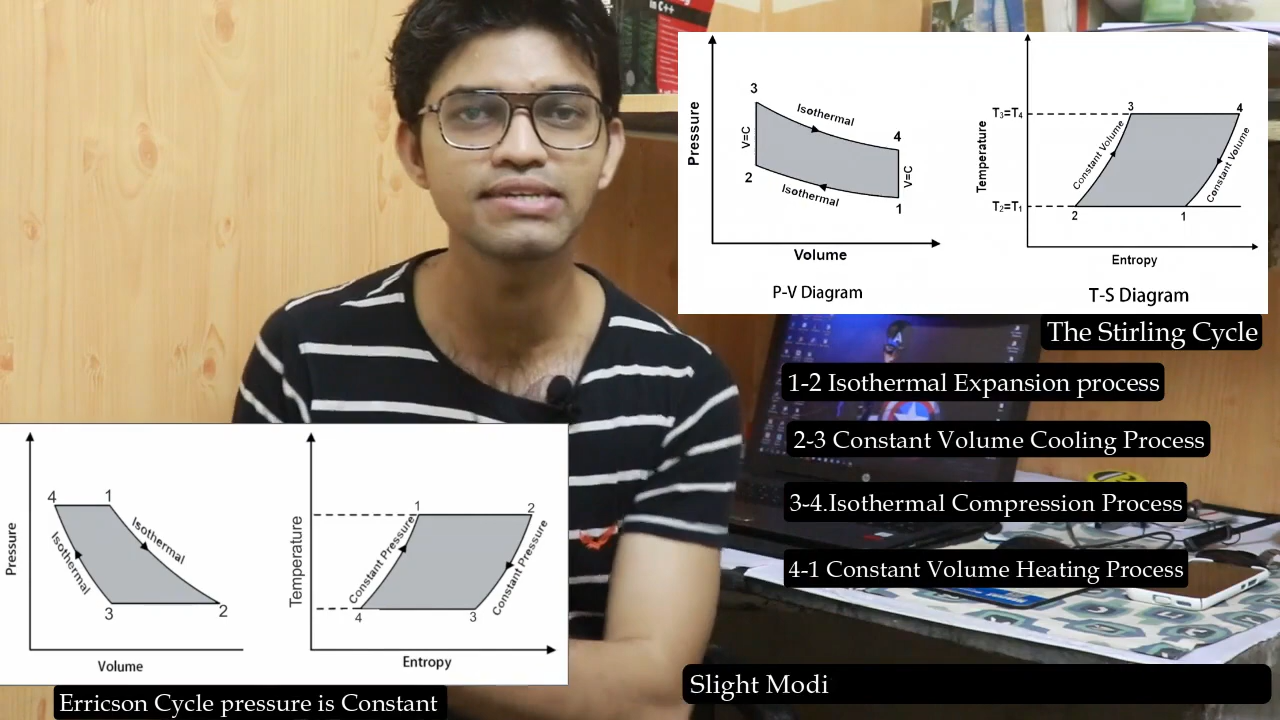 in C++
Pressure
3
Isothermal
4
V=C
V=C
2
Isothermal
1
Volume
P-V Diagram
Temperature
T₃=T₄
3
4
Constant Volume
Constant Volume
T₂=T₁
2
1
Entropy
T-S Diagram
The Stirling Cycle
1-2 Isothermal Expansion process
2-3 Constant Volume Cooling Process
3-4.Isothermal Compression Process
4-1 Constant Volume Heating Process
Pressure
4
1
Isothermal
Isothermal
3
2
Volume
Temperature
1
2
Constant Pressure
Constant Pressure
4
3
Entropy
Erricson Cycle pressure is Constant
Slight Modi